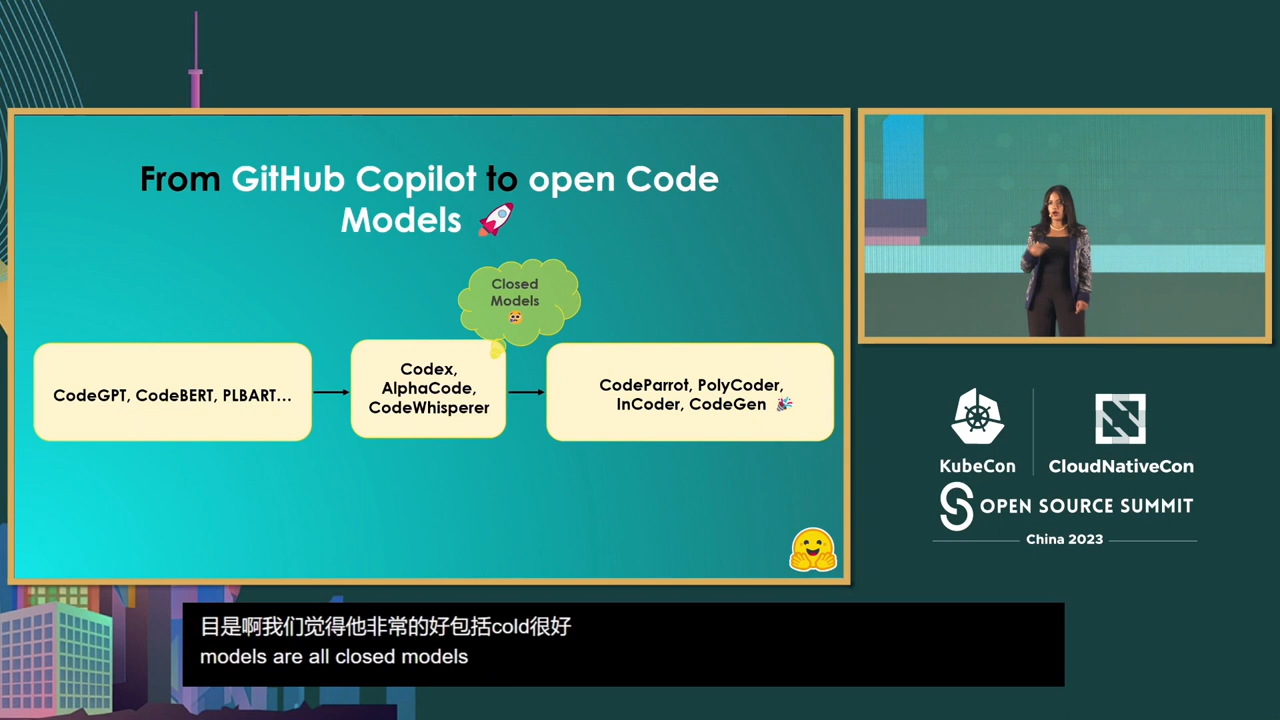 From GitHub Copilot to open Code
Models
Closed
Models
CodeGPT, CodeBERT, PLBART...
Codex,
AlphaCode,
CodeWhisperer
CodeParrot, PolyCoder,
InCoder, CodeGen
KubeCon
CloudNativeCon
OPEN SOURCE SUMMIT
China 2023
目是啊我们觉得他非常的好包括cold很好
models are all closed models